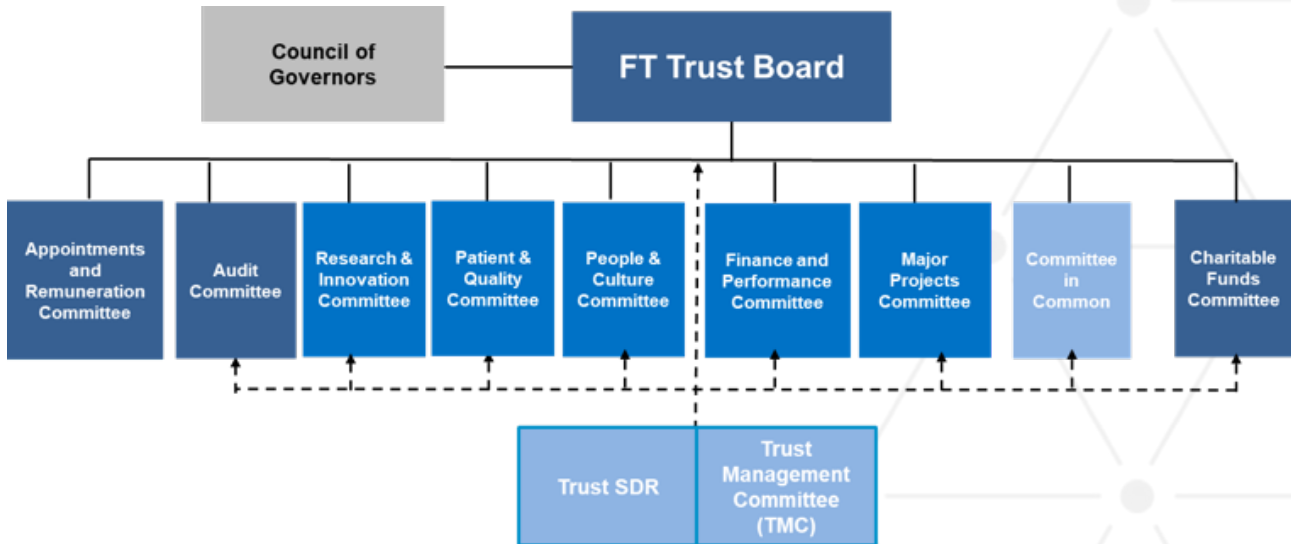 Council of
Governors
FT Trust Board
Appointments
and
Remuneration
Committee
Audit
Committee
Research &
Innovation
Committee
Patient &
Quality
Committee
People &
Culture
Committee
Finance and
Performance
Committee
Major
Projects
Committee
Committee
in
Common
Charitable
Funds
Committee
Trust SDR
Trust
Management
Committee
(TMC)